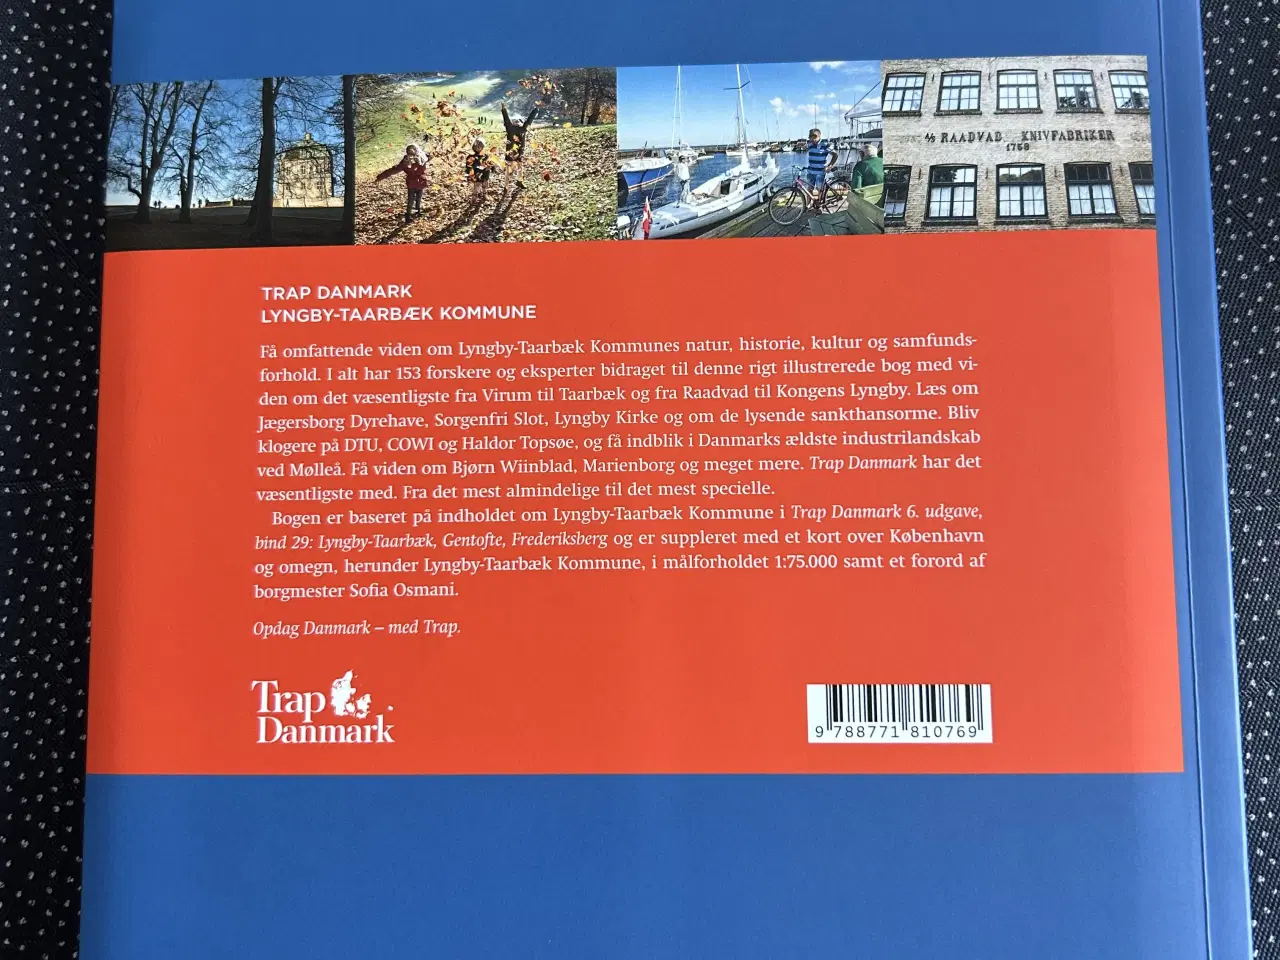 A/S RAADVAD KNIVFABRIKER
1758
TRAP DANMARK
LYNGBY-TAARBÆK KOMMUNE
Få omfattende viden om Lyngby-Taarbæk Kommunes natur, historie, kultur og samfunds-
forhold. I alt har 153 forskere og eksperter bidraget til denne rigt illustrerede bog med vi-
den om det væsentligste fra Virum til Taarbæk og fra Raadvad til Kongens Lyngby. Læs om
Jægersborg Dyrehave, Sorgenfri Slot, Lyngby Kirke og om de lysende sankthansorme. Bliv
klogere på DTU, COWI og Haldor Topsøe, og få indblik i Danmarks ældste industrilandskab
ved Mølleå. Få viden om Bjørn Wiinblad, Marienborg og meget mere. Trap Danmark har det
væsentligste med. Fra det mest almindelige til det mest specielle.
Bogen er baseret på indholdet om Lyngby-Taarbæk Kommune i Trap Danmark 6. udgave,
bind 29: Lyngby-Taarbæk, Gentofte, Frederiksberg og er suppleret med et kort over København
og omegn, herunder Lyngby-Taarbæk Kommune, i målforholdet 1:75.000 samt et forord af
borgmester Sofia Osmani.
Opdag Danmark – med Trap.
Trap
Danmark
9 788771 810769